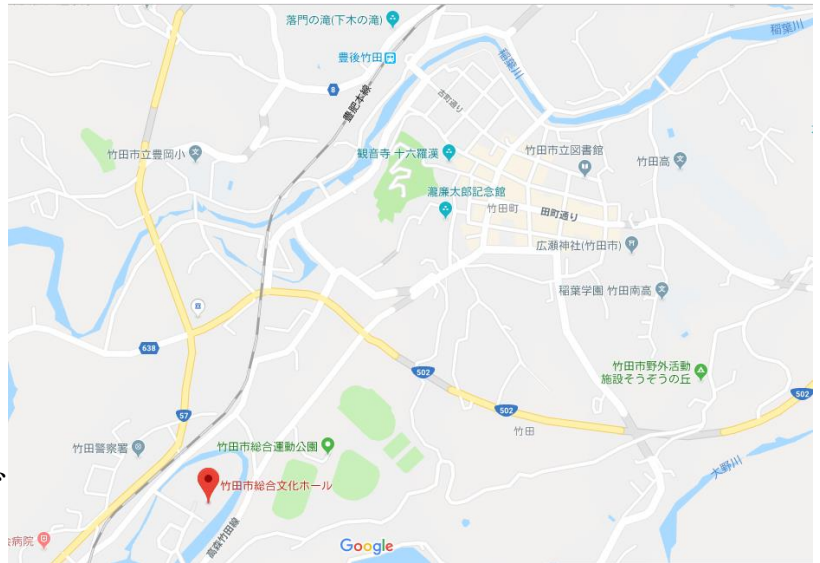 落門の滝(下木の滝)
稲葉川
豊後竹田
8
豊肥本線
古町通り
竹田市立豊岡小
観音寺 十六羅漢
竹田市立図書館
竹田高
瀧廉太郎記念館
竹田町
田町通り
広瀬神社(竹田市)
稲葉学園 竹田南高
638
竹田市野外活動
施設そうぞうの丘
502
502
502
57
竹田
竹田警察署
竹田市総合運動公園
大野川
竹田市総合文化ホール
高森竹田線
病院
Google